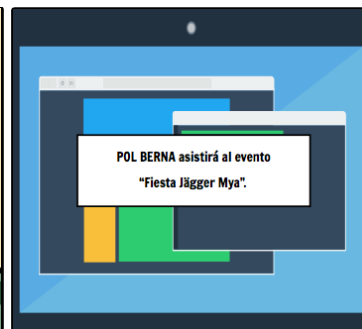 POL BERNA asistirá al evento
“Fiesta Jägger Mya”.